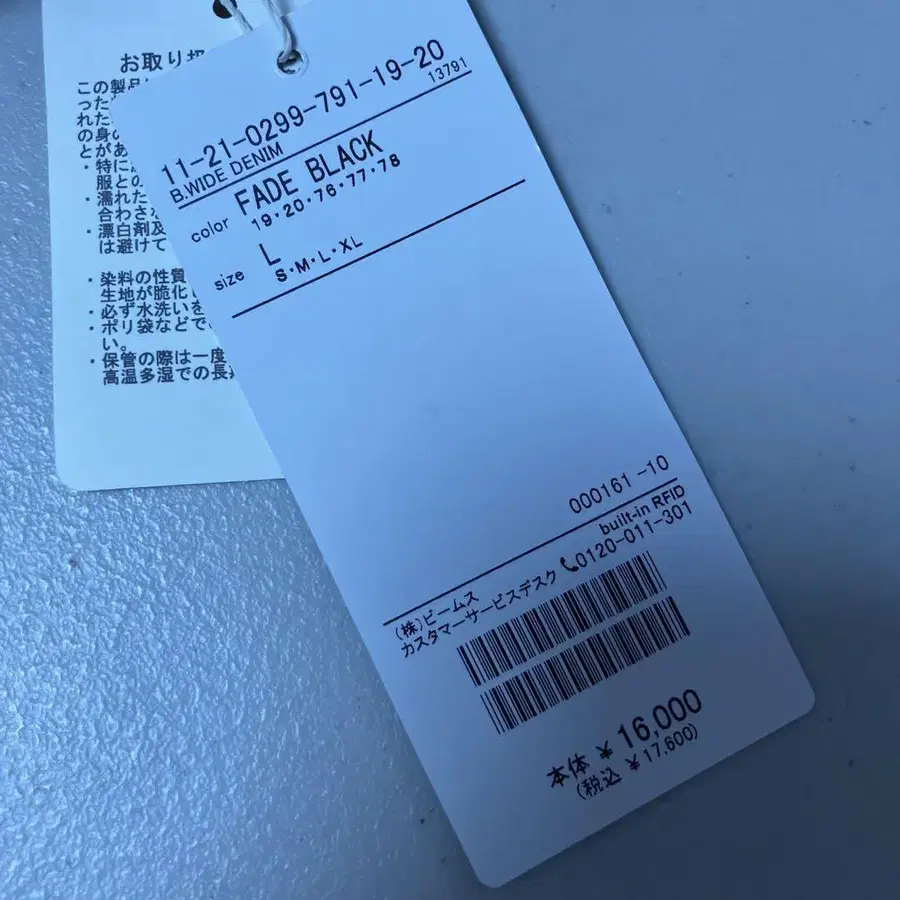 お取り扱
この製品
った
れた
の身の
とがあ
・特に
服との
・濡れた
合わさ
・漂白剤及
は避けて
・染料の性質
生地が脆化
・必ず水洗いを
・ポリ袋などで
い。
・保管の際は一度
高温多湿での長期
11-21-0299-791-19-20
B.WIDE DENIM 13791
color FADE BLACK
19・20・76・77・78
size L
S・M・L・XL
000161 -10
built-in RFID
(株)ビームス
カスタマーサービスデスク 0120-011-301
本体 ¥ 16,000
(税込 ¥ 17,600)